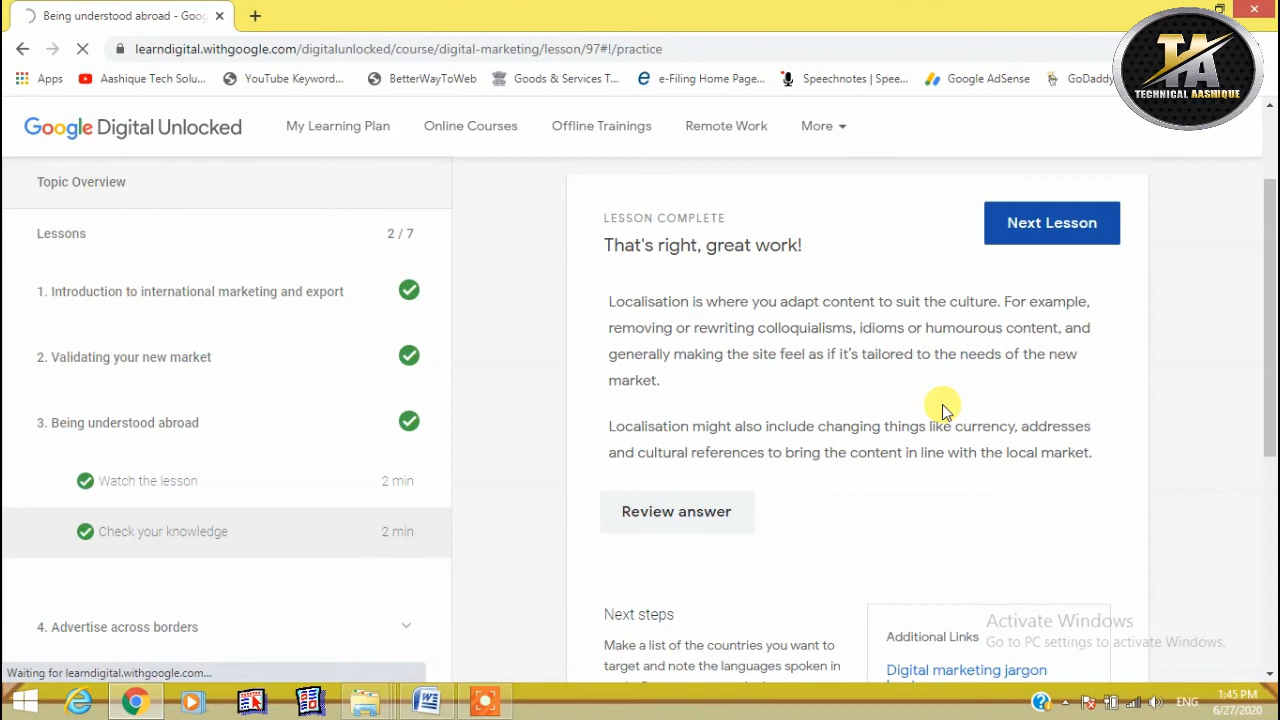 Being understood abroad - Goog
learndigital.withgoogle.com/digitalunlocked/course/digital-marketing/lesson/97#!/practice
Apps Aashique Tech Solu... YouTube Keyword... BetterWayToWeb Goods & Services T... e-Filing Home Page... Speechnotes | Spee... Google AdSense GoDaddy
TA
TECHNICAL AASHIQUE
Google Digital Unlocked My Learning Plan Online Courses Offline Trainings Remote Work More
Topic Overview
Lessons 2 / 7
1. Introduction to international marketing and export
2. Validating your new market
3. Being understood abroad
Watch the lesson 2 min
Check your knowledge 2 min
4. Advertise across borders
LESSON COMPLETE
That's right, great work!
Next Lesson
Localisation is where you adapt content to suit the culture. For example,
removing or rewriting colloquialisms, idioms or humourous content, and
generally making the site feel as if it's tailored to the needs of the new
market.
Localisation might also include changing things like currency, addresses
and cultural references to bring the content in line with the local market.
Review answer
Next steps
Make a list of the countries you want to
target and note the languages spoken in
Additional Links
Digital marketing jargon
Activate Windows
Go to PC settings to activate Windows.
Waiting for learndigital.withgoogle.com...
ENG
1:45 PM
6/27/2020